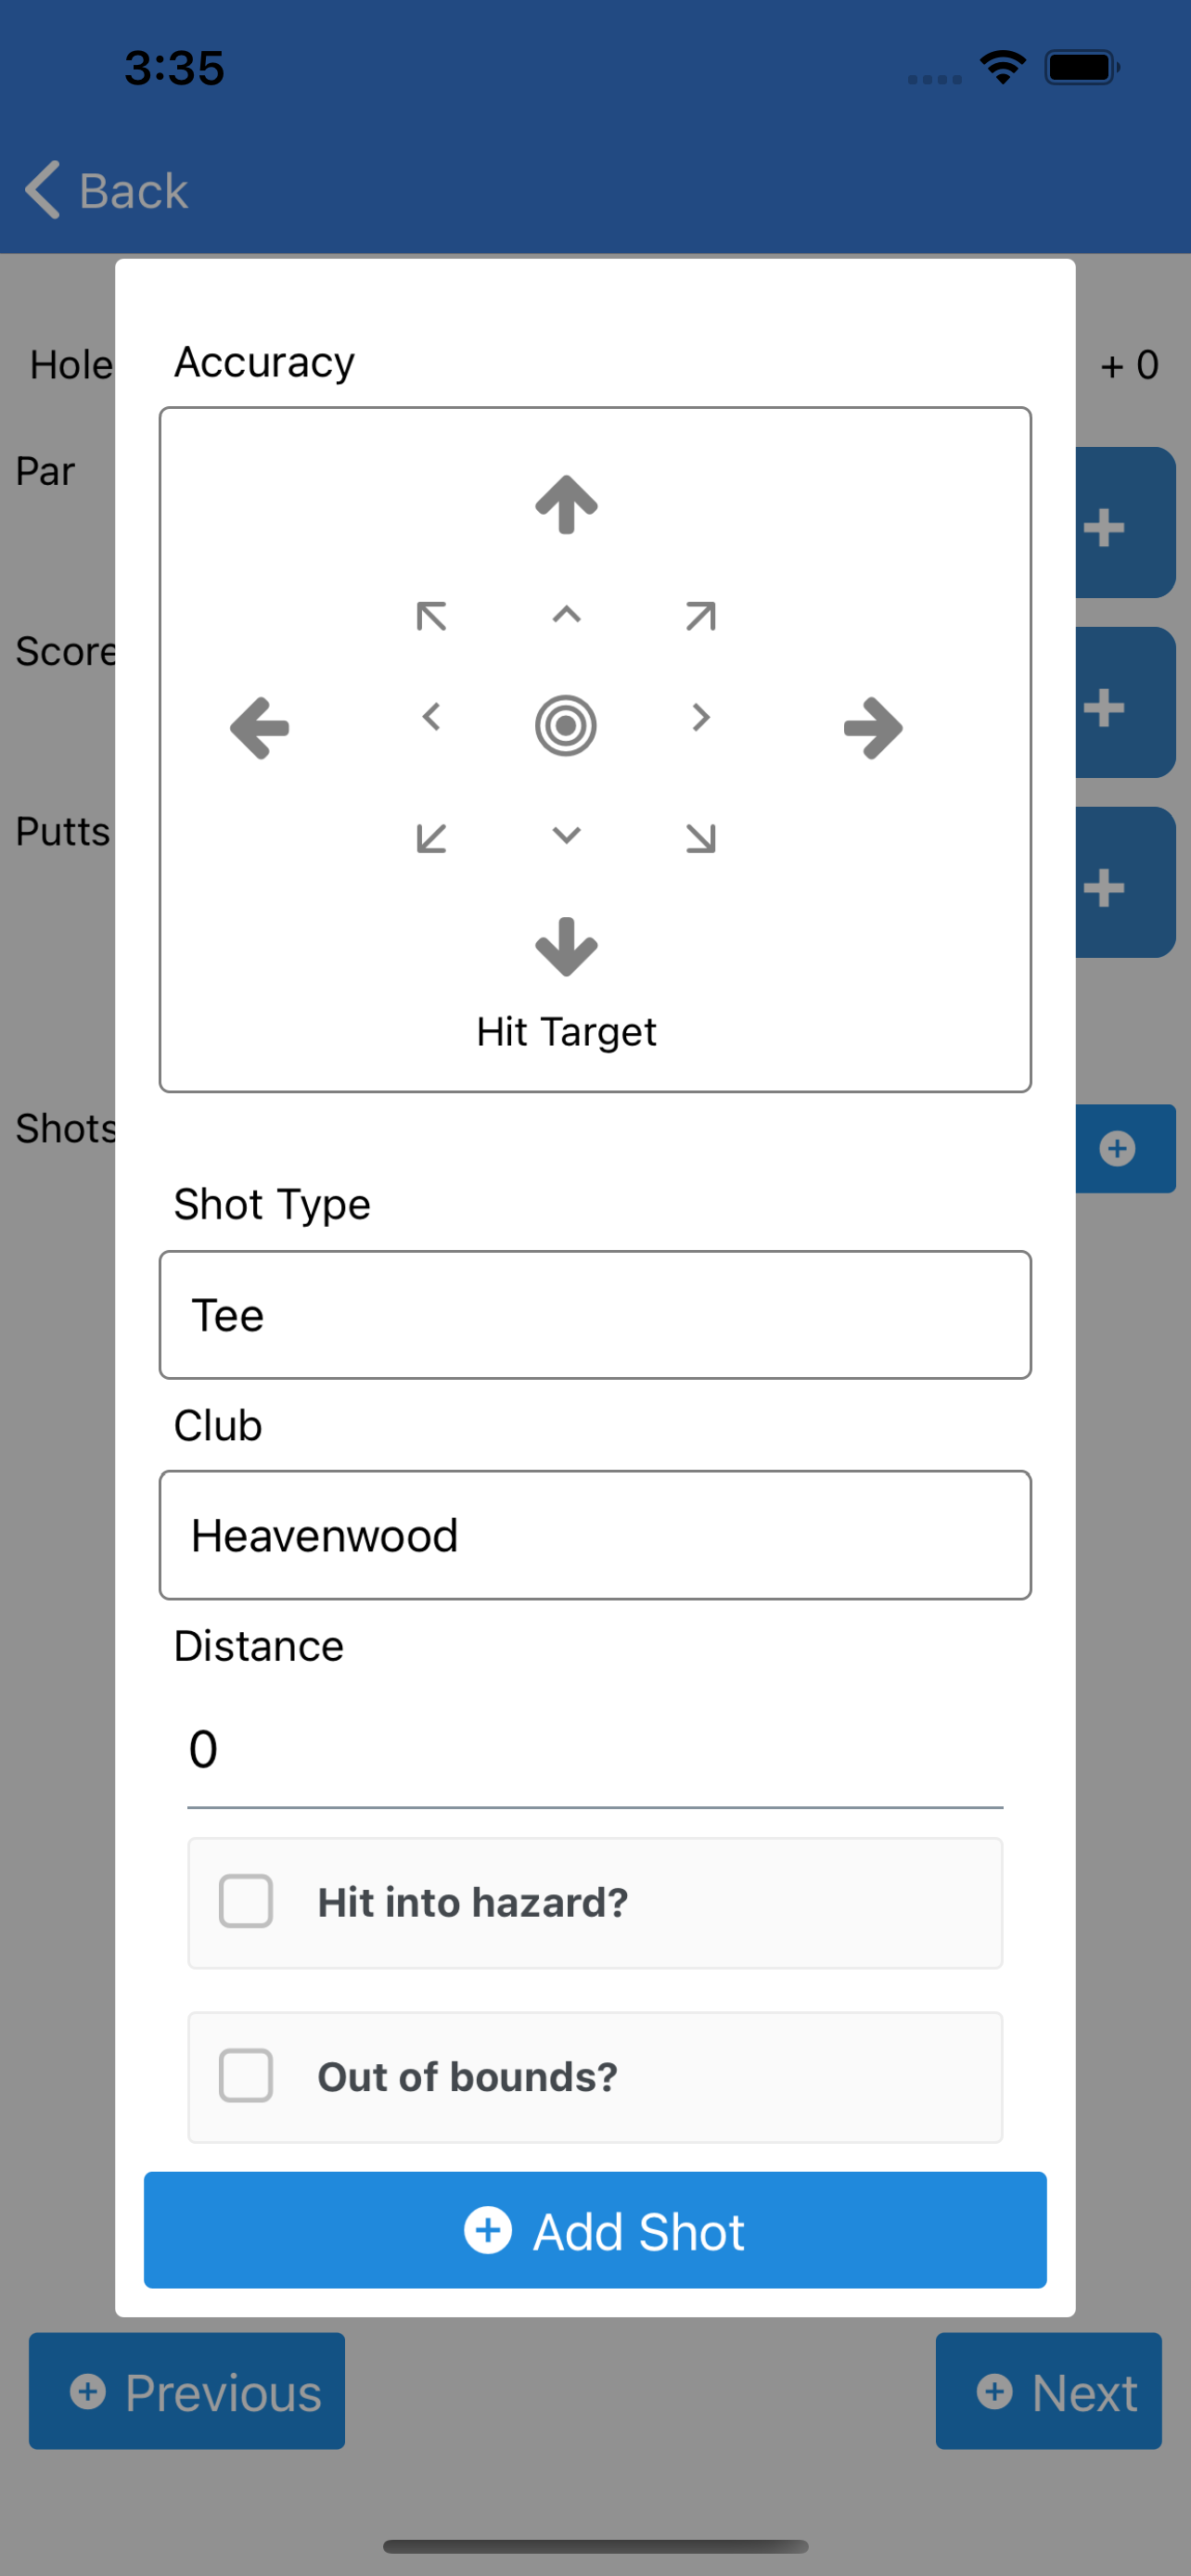 3:35
Back
Hole
+ 0
Accuracy
Par
Score
Putts
Hit Target
Shots
Shot Type
Tee
Club
Heavenwood
Distance
0
Hit into hazard?
Out of bounds?
Add Shot
Previous
Next